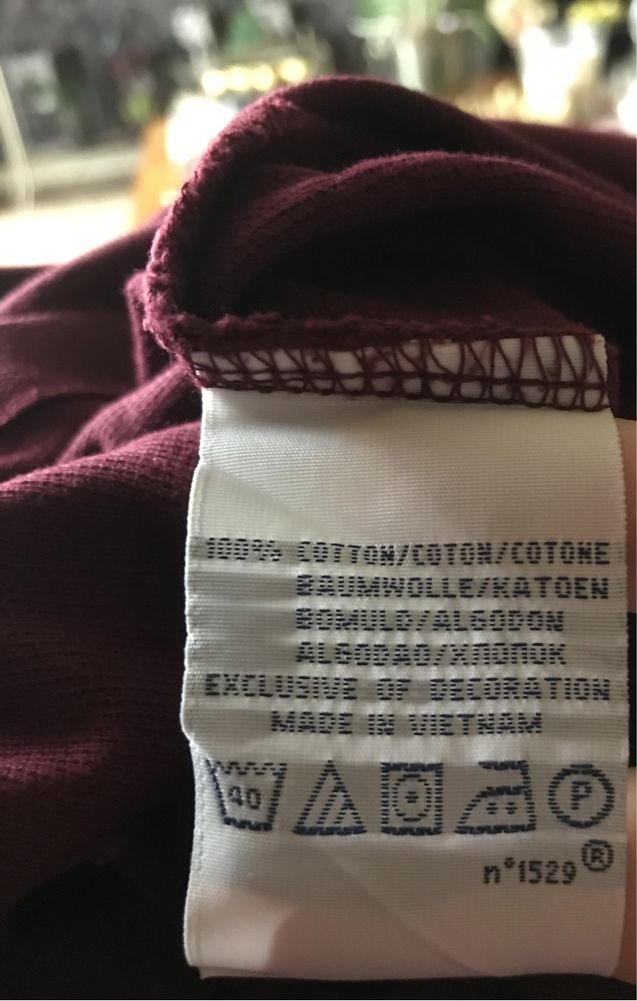 100% COTTON/COTON/COTONE
BAUMWOLLE/KATOEN
BOMULD/ALGODON
ALGODAO/ХЛОПОК
EXCLUSIVE OF DECORATION
MADE IN VIETNAM
40 P
n°1529®